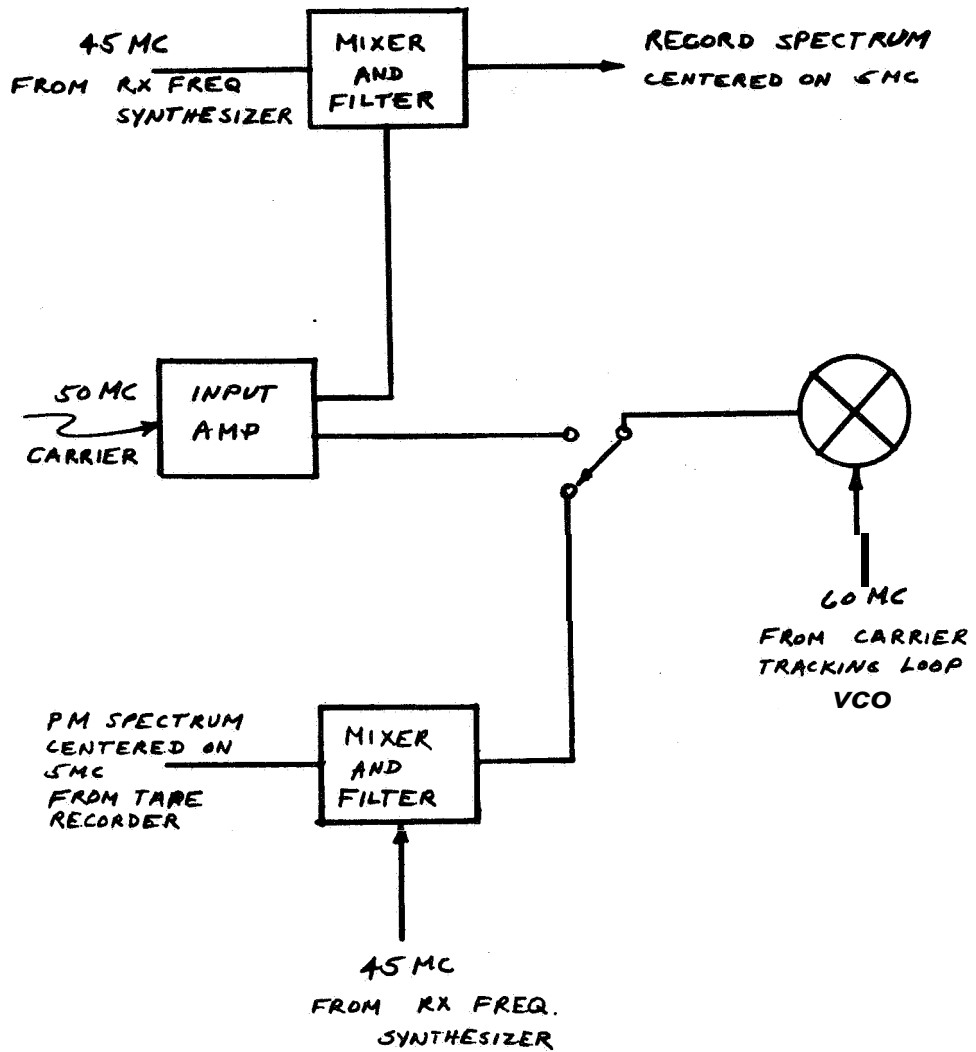 45 MC
FROM RX FREQ
SYNTHESIZER
MIXER
AND
FILTER
RECORD SPECTRUM
CENTERED ON 5MC
50 MC
CARRIER
INPUT
AMP
60 MC
FROM CARRIER
TRACKING LOOP
VCO
PM SPECTRUM
CENTERED ON
5MC
FROM TAPE
RECORDER
MIXER
AND
FILTER
45 MC
FROM RX FREQ.
SYNTHESIZER